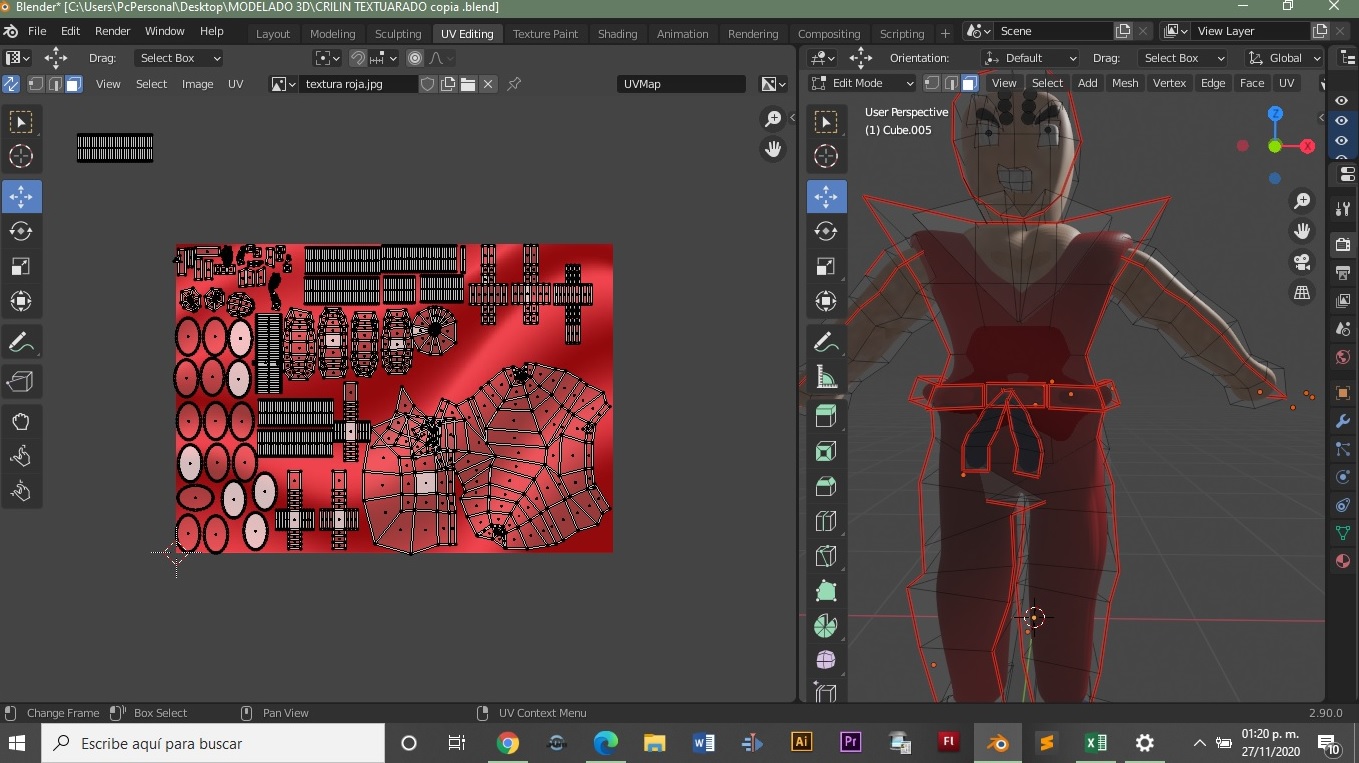 Blender* [C:\Users\PcPersonal\Desktop\MODELADO 3D\CRILIN TEXTUARADO copia .blend]
File Edit Render Window Help Layout Modeling Sculpting UV Editing Texture Paint Shading Animation Rendering Compositing Scripting + Scene View Layer
Drag: Select Box Orientation: Default Drag: Select Box Global
View Select Image UV textura roja.jpg UVMap Edit Mode View Select Add Mesh Vertex Edge Face UV
User Perspective
(1) Cube.005
Z
X
Change Frame Box Select Pan View UV Context Menu 2.90.0
Escribe aquí para buscar
Ai Pr Fl
01:20 p. m.
27/11/2020
10